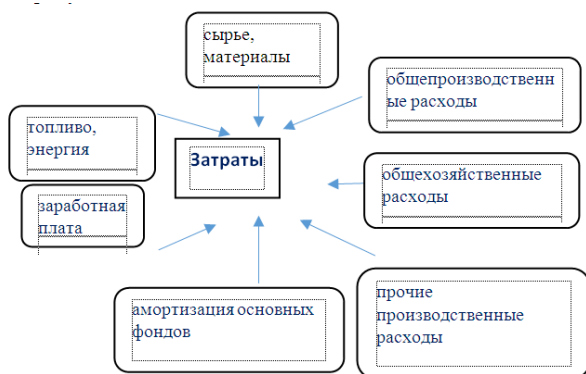 сырье,
материалы
общепроизводственн
ые расходы
топливо,
энергия
Затраты
общехозяйственные
расходы
заработная
плата
амортизация основных
фондов
прочие
производственные
расходы